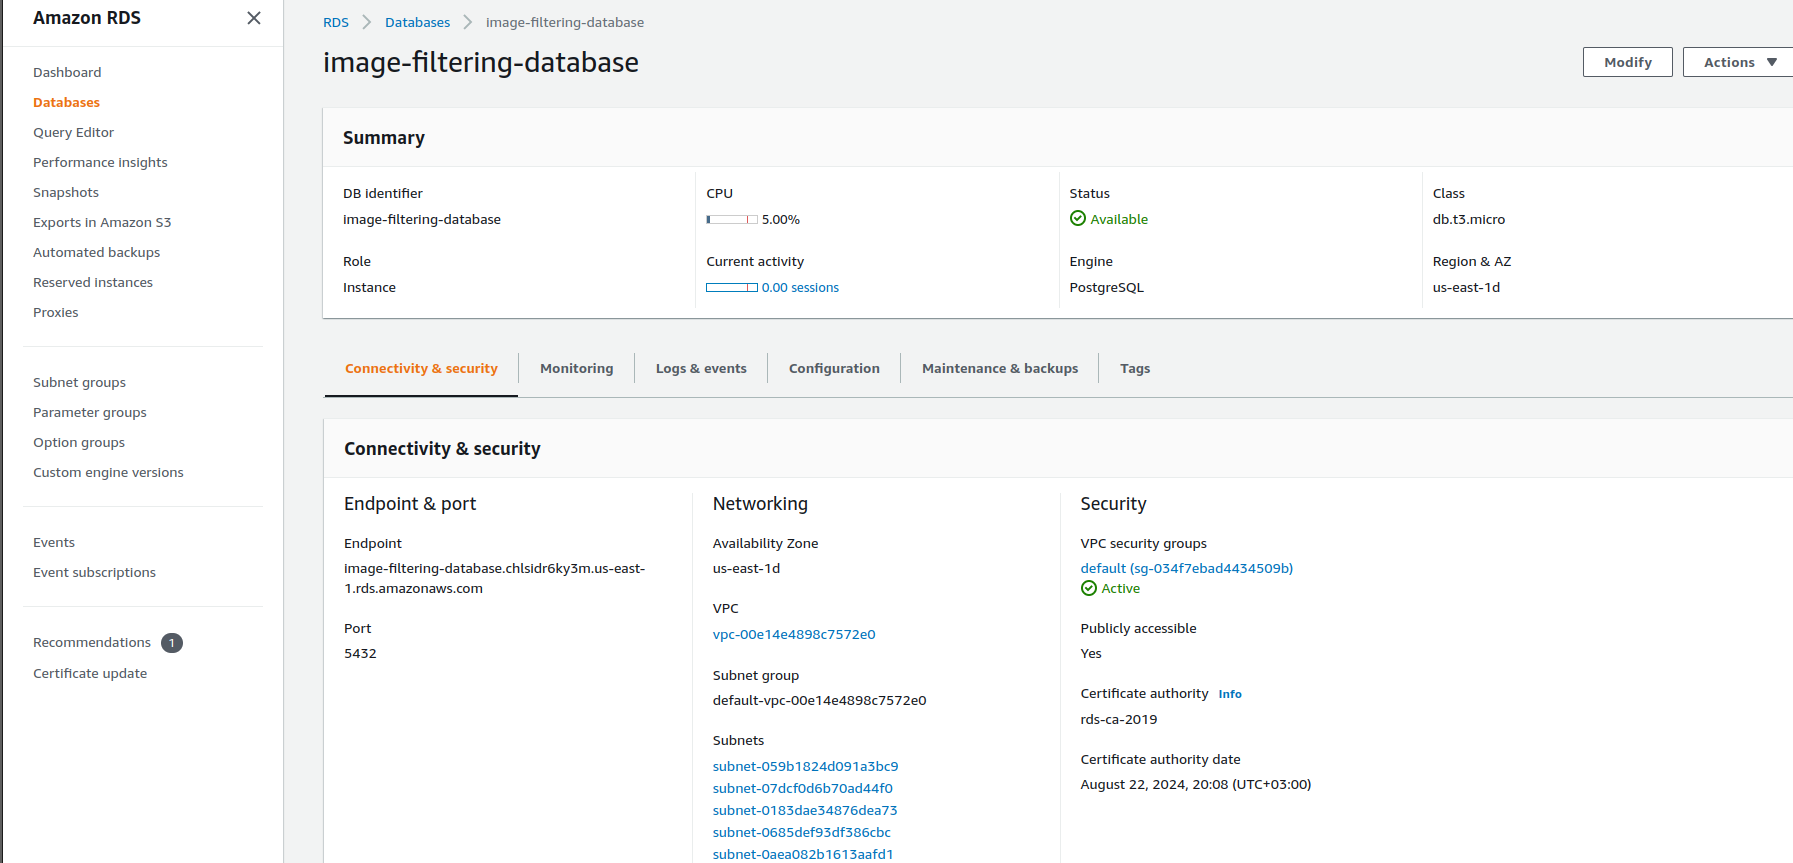 Amazon RDS
Dashboard
Databases
Query Editor
Performance insights
Snapshots
Exports in Amazon S3
Automated backups
Reserved instances
Proxies
Subnet groups
Parameter groups
Option groups
Custom engine versions
Events
Event subscriptions
Recommendations 1
Certificate update
RDS > Databases > image-filtering-database
image-filtering-database
Modify
Actions
Summary
DB identifier
image-filtering-database
CPU
5.00%
Status
Available
Class
db.t3.micro
Role
Instance
Current activity
0.00 sessions
Engine
PostgreSQL
Region & AZ
us-east-1d
Connectivity & security
Monitoring
Logs & events
Configuration
Maintenance & backups
Tags
Connectivity & security
Endpoint & port
Endpoint
image-filtering-database.chlsidr6ky3m.us-east-
1.rds.amazonaws.com
Port
5432
Networking
Availability Zone
us-east-1d
VPC
vpc-00e14e4898c7572e0
Subnet group
default-vpc-00e14e4898c7572e0
Subnets
subnet-059b1824d091a3bc9
subnet-07dcf0d6b70ad44f0
subnet-0183dae34876dea73
subnet-0685def93df386cbc
subnet-0aea082b1613aafd1
Security
VPC security groups
default (sg-034f7ebad4434509b)
Active
Publicly accessible
Yes
Certificate authority Info
rds-ca-2019
Certificate authority date
August 22, 2024, 20:08 (UTC+03:00)